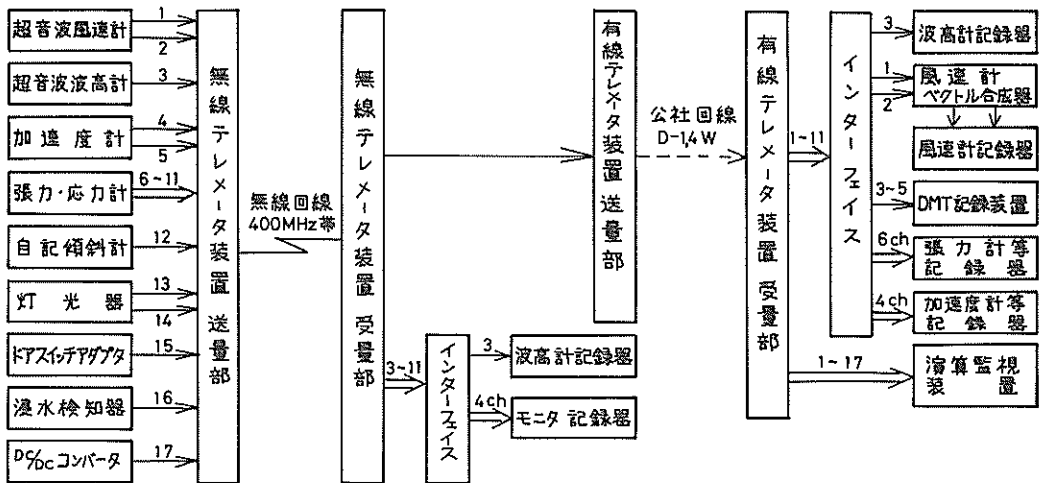 超音波風速計
1
2
超音波波高計
3
加速度計
4
5
張力・応力計
6~11
自記傾斜計
12
灯光器
13
14
ドアスイッチアダプタ
15
浸水検知器
16
DC/DCコンバータ
17
無線テレメータ装置 送量部
無線回線
400MHz帯
無線テレメータ装置 受量部
3~11
インターフェイス
3
波高計記録器
4ch
モニタ記録器
有線テレメータ装置 送量部
公社回線
D-1,4W
有線テレメータ装置 受量部
1~11
インターフェイス
3
波高計記録器
1
2
風速計
ベクトル合成器
風速計記録器
3~5
DMT記録装置
6ch
張力計等
記録器
4ch
加速度計等
記録器
1~17
演算監視
装置